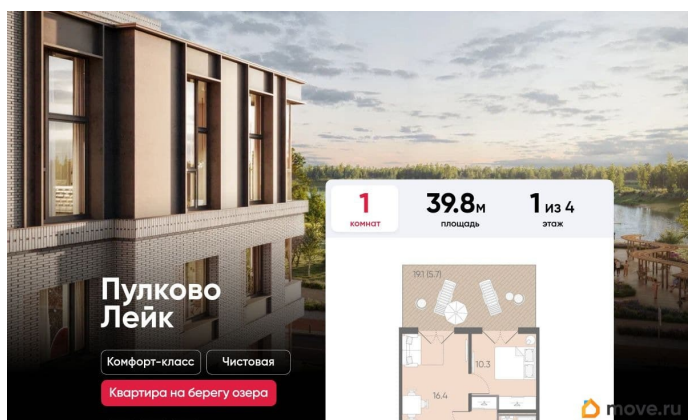 1
39.8м
1 из 4
комнат
площадь
этаж
Пулково
Лейк
19.1 (5.7)
10.3
16.4
Комфорт-класс
Чистовая
Квартира на берегу озера
move.ru